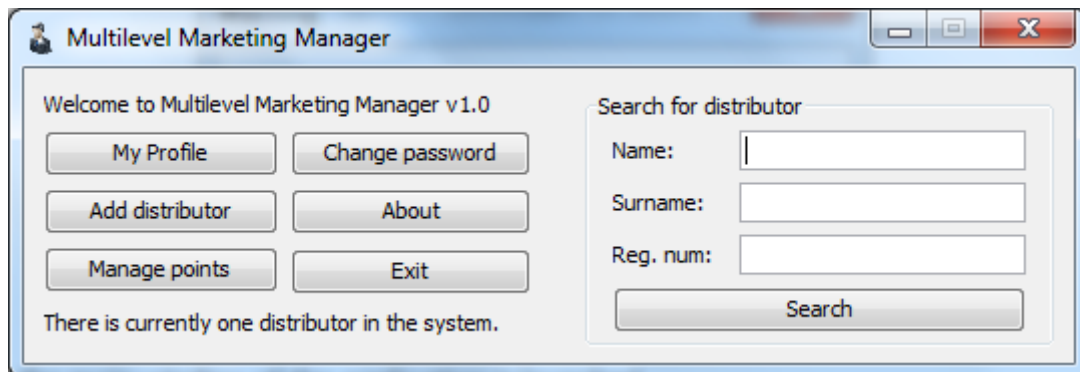 Multilevel Marketing Manager
Welcome to Multilevel Marketing Manager v1.0
My Profile
Change password
Add distributor
About
Manage points
Exit
There is currently one distributor in the system.
Search for distributor
Name:
Surname:
Reg. num:
Search